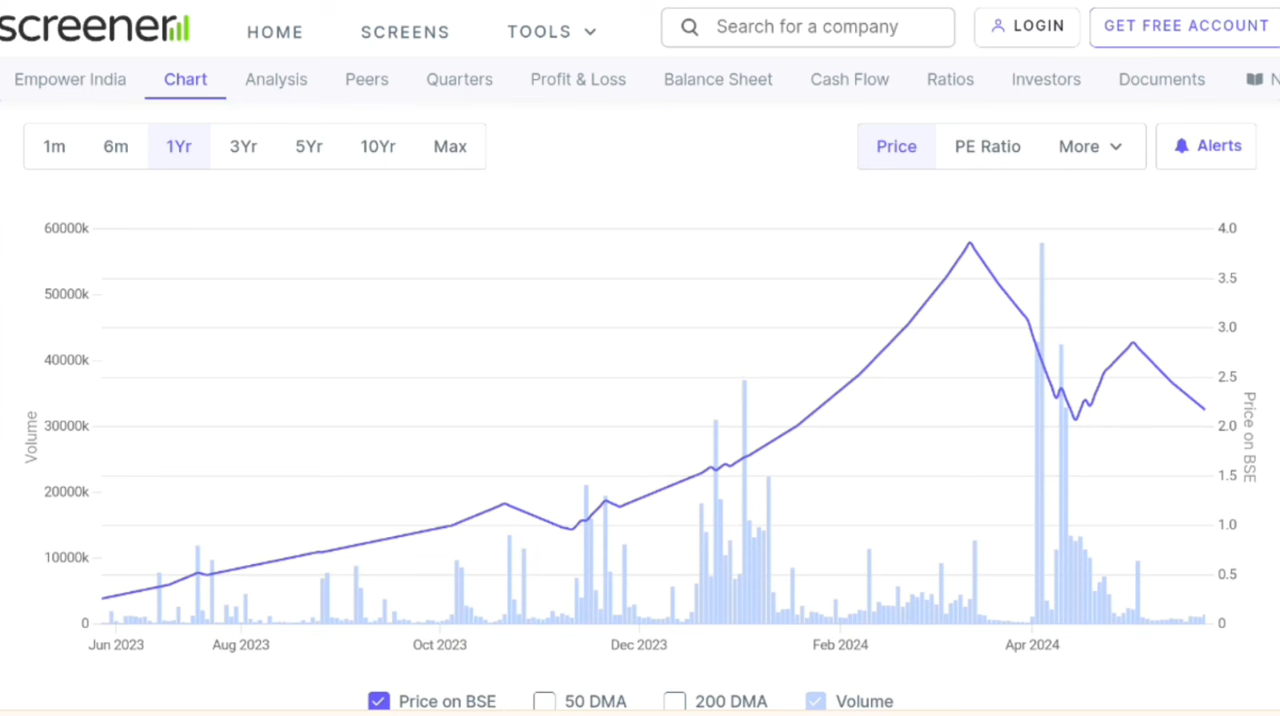 screener
HOME SCREENS TOOLS
Search for a company
LOGIN
GET FREE ACCOUNT
Empower India Chart Analysis Peers Quarters Profit & Loss Balance Sheet Cash Flow Ratios Investors Documents N
1m 6m 1Yr 3Yr 5Yr 10Yr Max
Price PE Ratio More
Alerts
60000k 4.0
3.5
50000k
3.0
40000k
2.5
30000k 2.0
1.5
20000k
1.0
10000k
0.5
0 0
Volume
Price on BSE
Jun 2023 Aug 2023 Oct 2023 Dec 2023 Feb 2024 Apr 2024
Price on BSE 50 DMA 200 DMA Volume